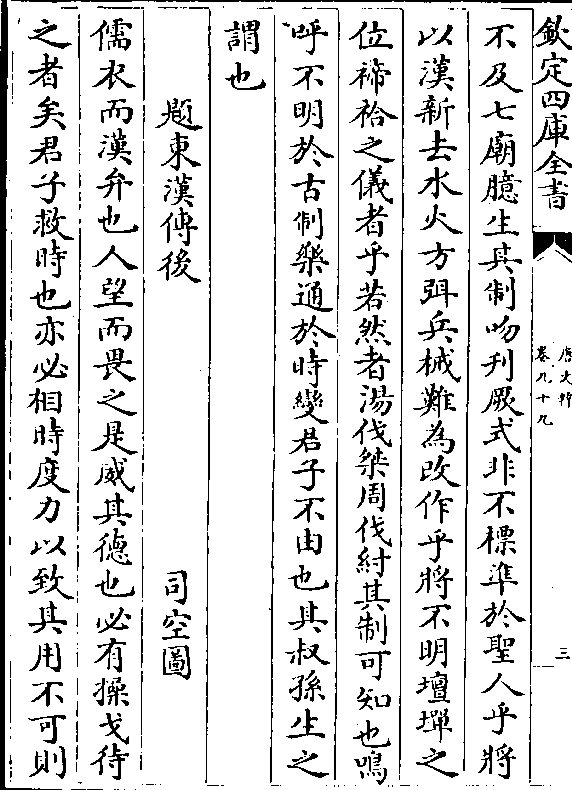 欽定四庫全書
唐文粹
卷九十九
三
不及七廟臆生其制吻刋厥式非不標準於聖人乎將
以漢新去水火方弭兵械難為改作乎將不明壇墠之
位禘祫之儀者乎若然者湯伐桀周伐紂其制可知也鳴
呼不明於古制樂通於時變君子不由也其叔孫生之
謂也
題東漢傳後
司空圖
儒衣而漢弁也人望而畏之是威其德也必有操戈待
之者矣君子救時也亦必相時度力以致其用不可則